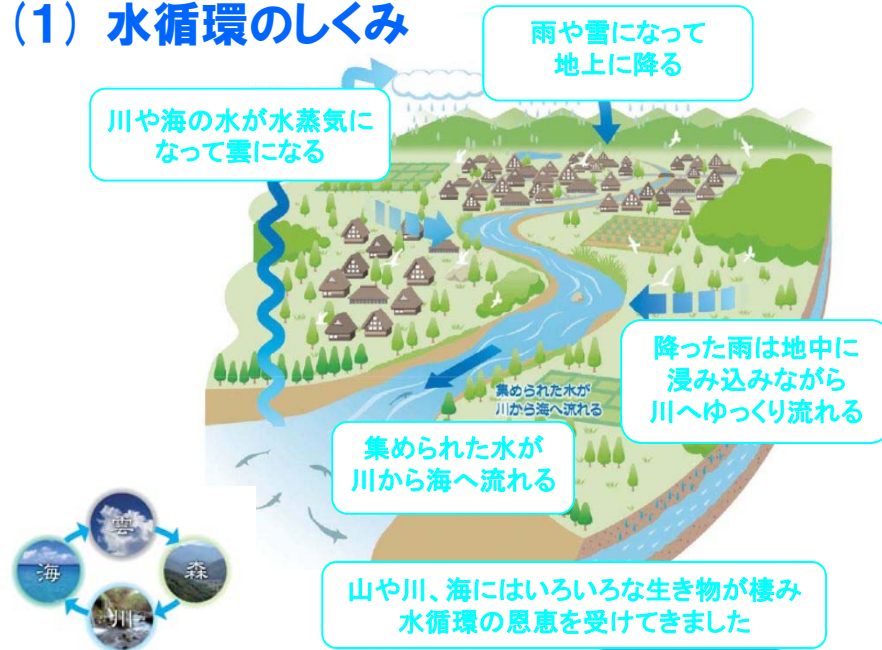 （1）水循環のしくみ
雨や雪になって
地上に降る
川や海の水が水蒸気に
なって雲になる
降った雨は地中に
浸み込みながら
川へゆっくり流れる
集められた水が
川から海へ流れる
集められた水が
川から海へ流れる
雲
海
森
川
山や川、海にはいろいろな生き物が棲み
水循環の恩恵を受けてきました